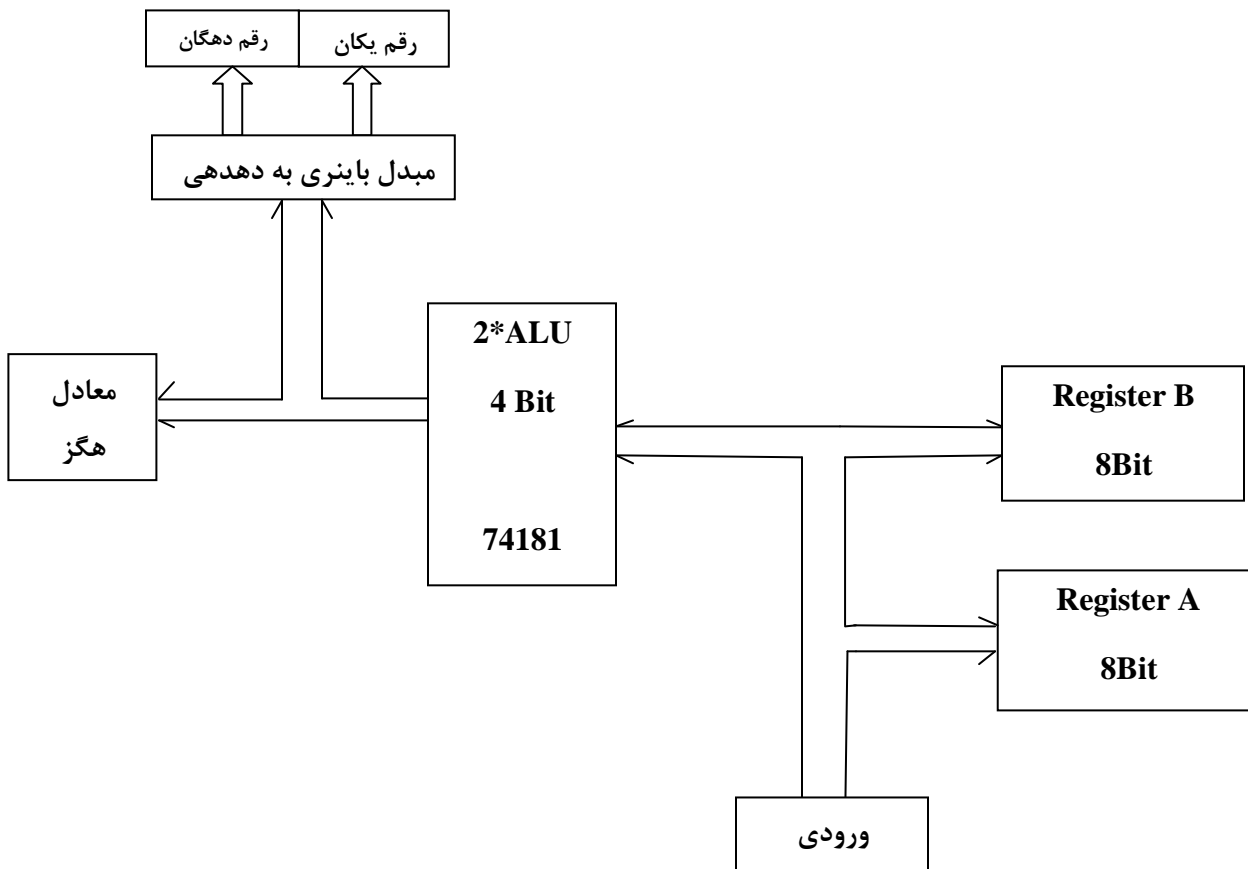 رقم یکان
رقم دهگان
مبدل باینری به دهدهی
2*ALU
4 Bit
74181
معادل
هگز
Register B
8Bit
Register A
8Bit
ورودی